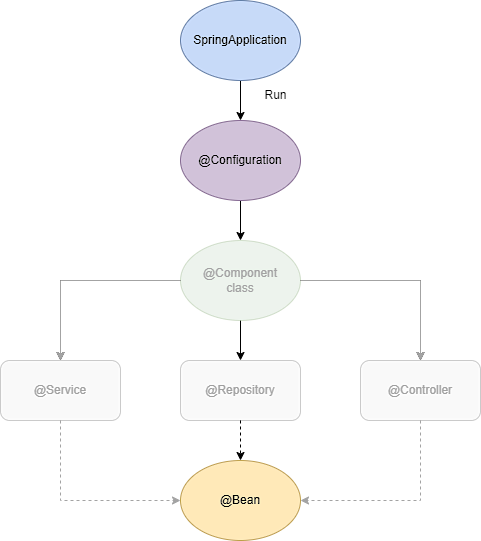 SpringApplication
Run
@Configuration
@Component
class
@Service
@Repository
@Controller
@Bean